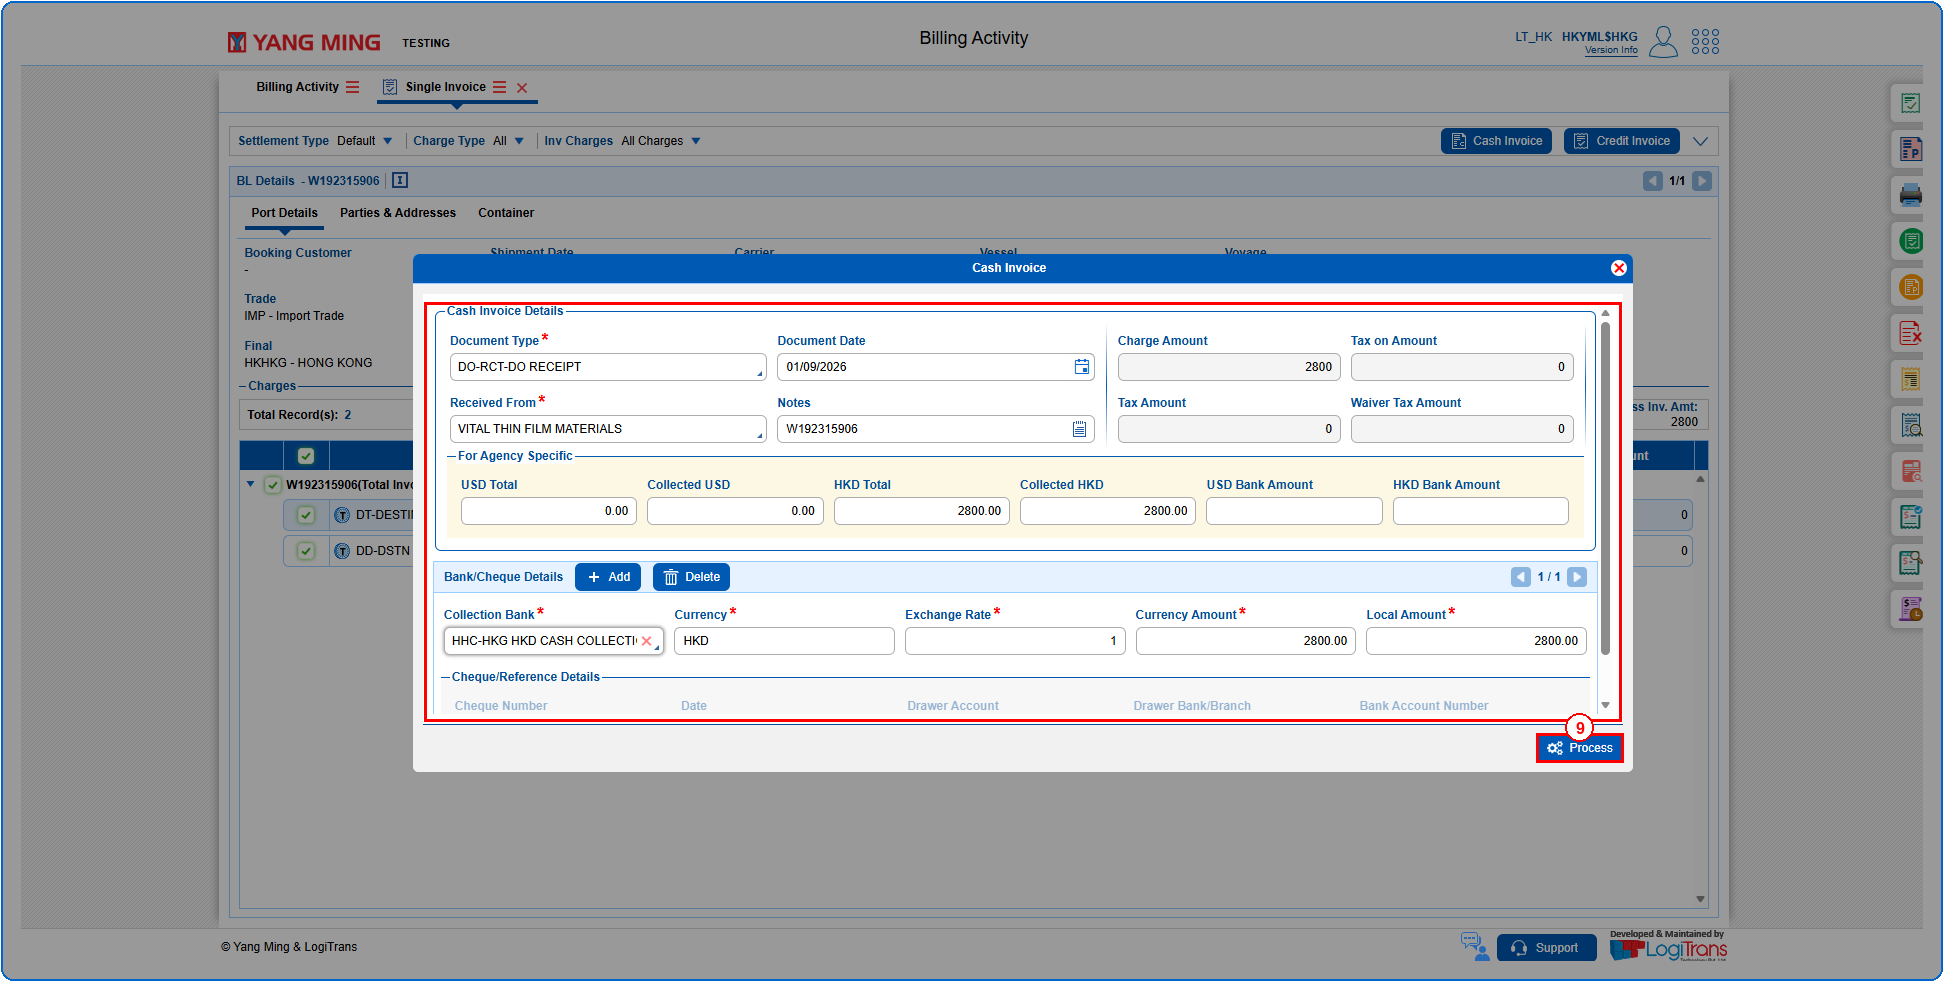 YANG MING TESTING
Billing Activity
LT_HK HKYML$HKG
Version Info
Billing Activity
Single Invoice
Settlement Type Default
Charge Type All
Inv Charges All Charges
Cash Invoice
Credit Invoice
BL Details - W192315906
1/1
Port Details Parties & Addresses Container
Booking Customer Shipment Date Carrier Vessel Voyage
-
Trade
IMP - Import Trade
Final
HKHKG - HONG KONG
Charges
Total Record(s): 2
ss Inv. Amt:
2800
unt
W192315906(Total Invo
DT-DESTIN
0
DD-DSTN
0
Cash Invoice
Cash Invoice Details
Document Type* Document Date Charge Amount Tax on Amount
DO-RCT-DO RECEIPT 01/09/2026 2800 0
Received From* Notes Tax Amount Waiver Tax Amount
VITAL THIN FILM MATERIALS W192315906 0 0
For Agency Specific
USD Total Collected USD HKD Total Collected HKD USD Bank Amount HKD Bank Amount
0.00 0.00 2800.00 2800.00
Bank/Cheque Details + Add Delete 1 / 1
Collection Bank* Currency* Exchange Rate* Currency Amount* Local Amount*
HHC-HKG HKD CASH COLLECTI HKD 1 2800.00 2800.00
Cheque/Reference Details
Cheque Number Date Drawer Account Drawer Bank/Branch Bank Account Number
9
Process
© Yang Ming & LogiTrans
Support
Developed & Maintained by
LogiTrans